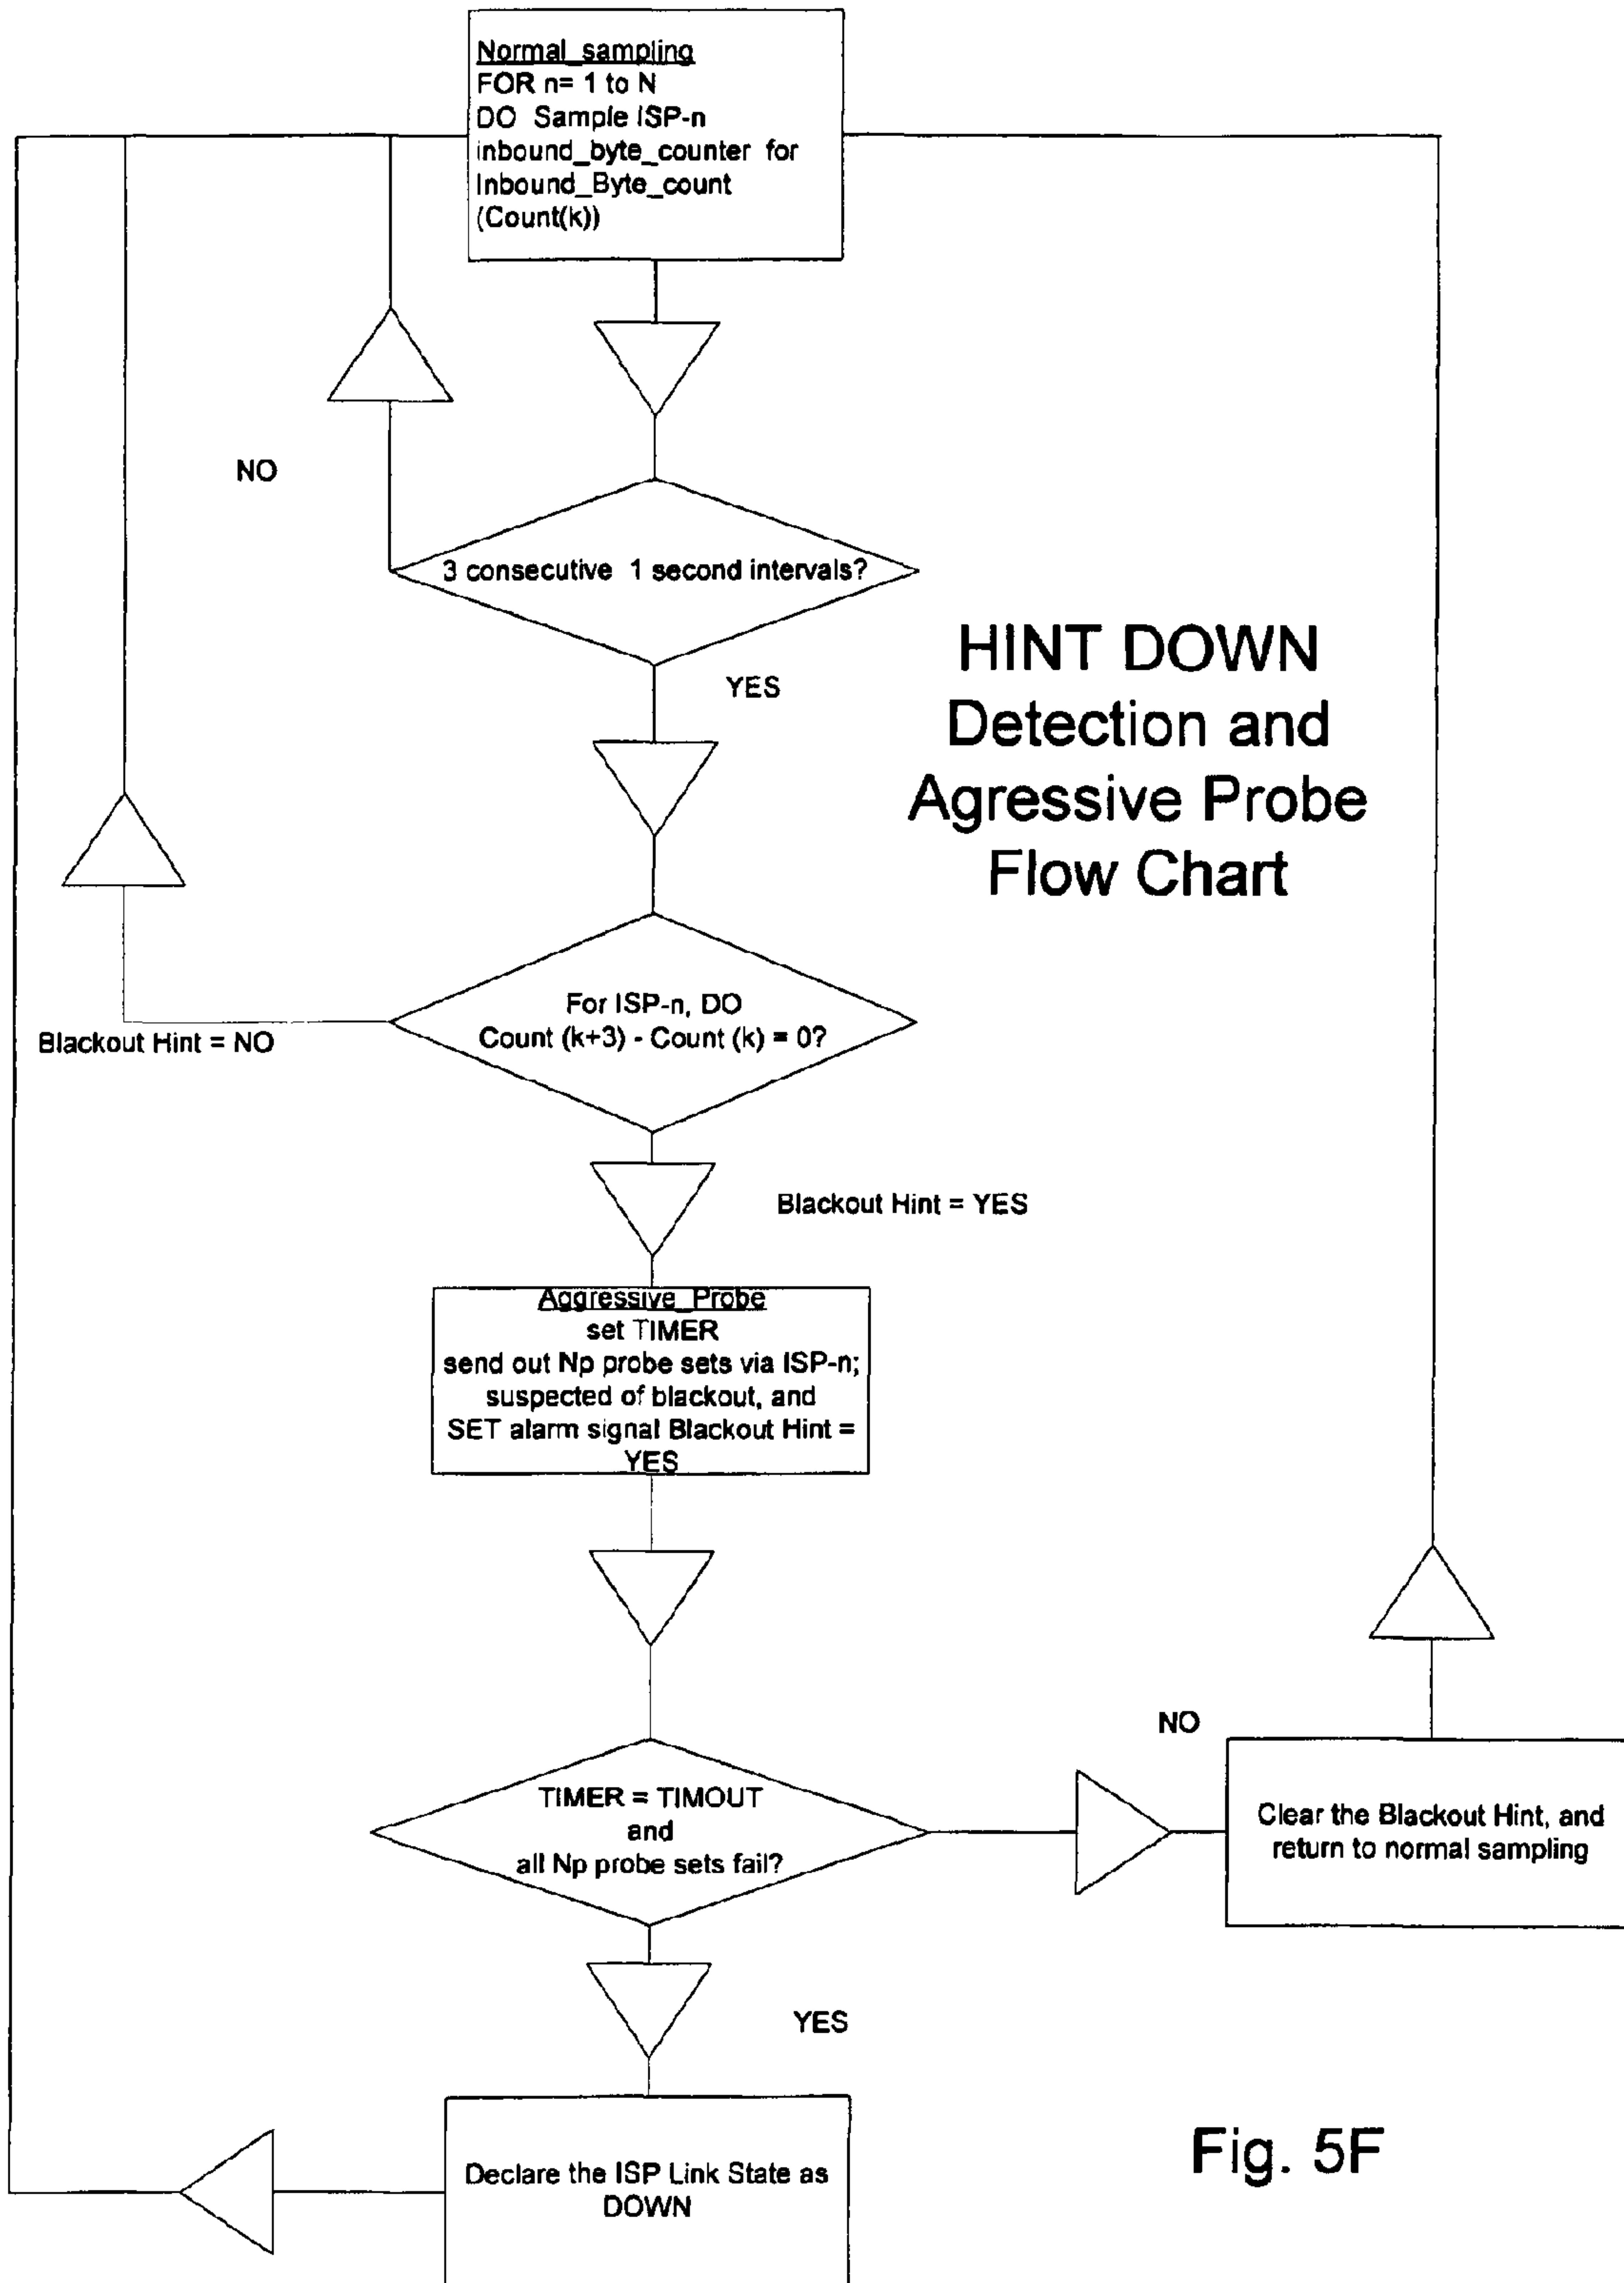 Normal_sampling
FOR n= 1 to N
DO Sample ISP-n
inbound_byte_counter for
Inbound_Byte_count
(Count(k))
NO
3 consecutive 1 second intervals?
YES
HINT DOWN
Detection and
Agressive Probe
Flow Chart
For ISP-n, DO
Count (k+3) - Count (k) = 0?
Blackout Hint = NO
Blackout Hint = YES
Aggressive_Probe
set TIMER
send out Np probe sets via ISP-n;
suspected of blackout, and
SET alarm signal Blackout Hint =
YES
TIMER = TIMOUT
and
all Np probe sets fail?
NO
Clear the Blackout Hint, and
return to normal sampling
YES
Declare the ISP Link State as
DOWN
Fig. 5F